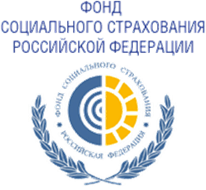 ФОНД
СОЦИАЛЬНОГО СТРАХОВАНИЯ
РОССИЙСКОЙ ФЕДЕРАЦИИ
ФОНД СОЦИАЛЬНОГО СТРАХОВАНИЯ
РОССИЙСКАЯ ФЕДЕРАЦИЯ